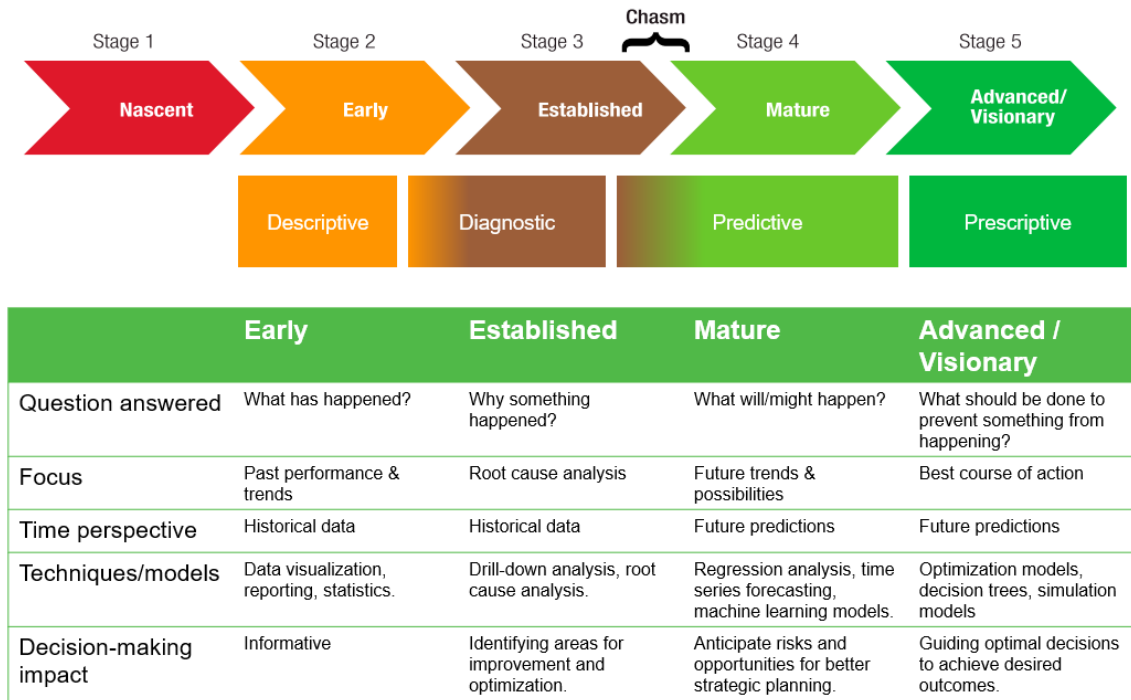 Chasm
Stage 1
Stage 2
Stage 3
Stage 4
Stage 5
Nascent
Early
Established
Mature
Advanced/
Visionary
Descriptive
Diagnostic
Predictive
Prescriptive
Early
Established
Mature
Advanced /
Visionary
Question answered
What has happened?
Why something
happened?
What will/might happen?
What should be done to
prevent something from
happening?
Focus
Past performance &
trends
Root cause analysis
Future trends &
possibilities
Best course of action
Time perspective
Historical data
Historical data
Future predictions
Future predictions
Techniques/models
Data visualization,
reporting, statistics.
Drill-down analysis, root
cause analysis.
Regression analysis, time
series forecasting,
machine learning models.
Optimization models,
decision trees, simulation
models
Decision-making
impact
Informative
Identifying areas for
improvement and
optimization.
Anticipate risks and
opportunities for better
strategic planning.
Guiding optimal decisions
to achieve desired
outcomes.